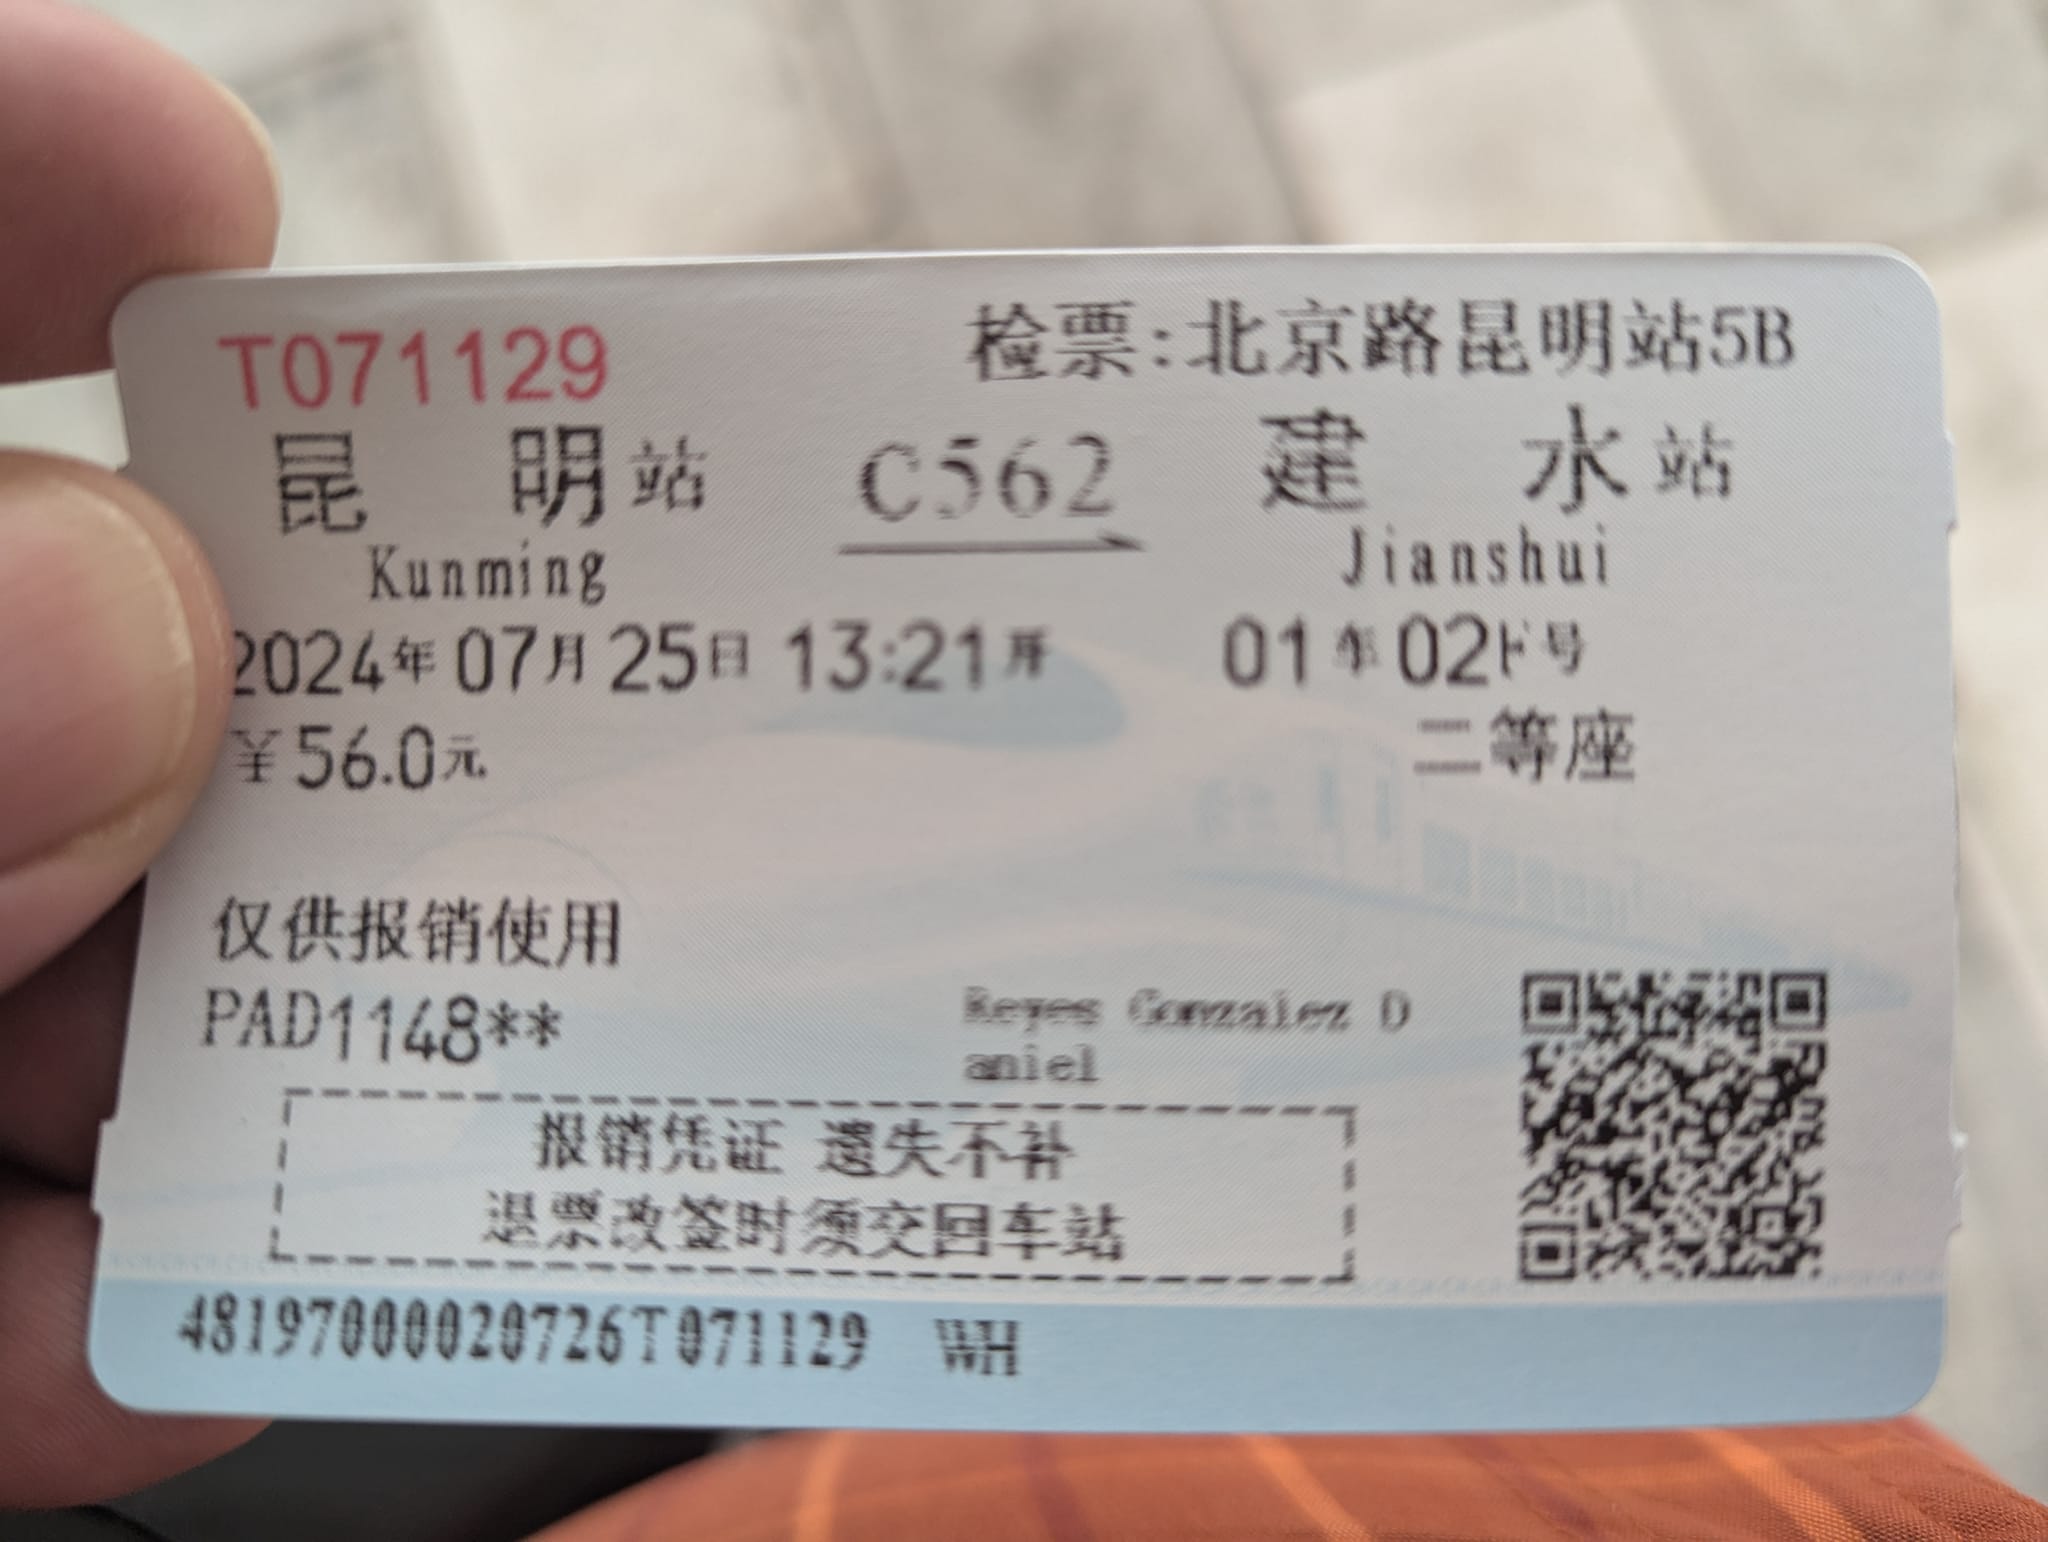 T071129 检票:北京路昆明站5B
昆明站 C562 建水站
Kunming Jianshui
2024年07月25日 13:21开 01车02F号
¥56.0元 二等座
仅供报销使用
PAD1148** Reyes Gonzalez D
aniel
报销凭证 遗失不补
退票改签时须交回车站
48197000020726T071129 WH